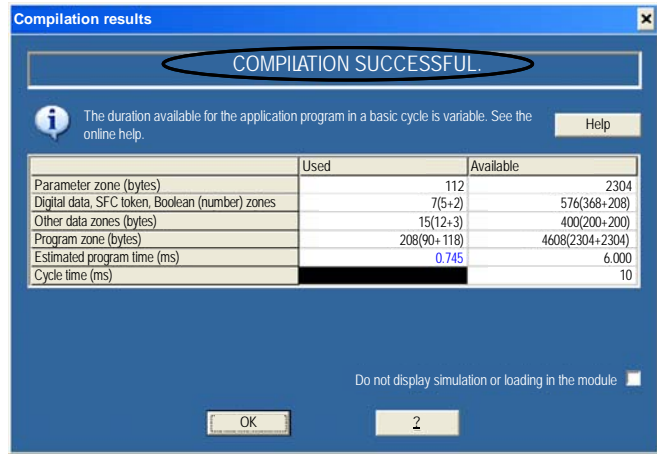 Compilation results
COMPILATION SUCCESSFUL.
The duration available for the application program in a basic cycle is variable. See the
online help.
Help
Used Available
Parameter zone (bytes) 112 2304
Digital data, SFC token, Boolean (number) zones 7(5+2) 576(368+208)
Other data zones (bytes) 15(12+3) 400(200+200)
Program zone (bytes) 208(90+118) 4608(2304+2304)
Estimated program time (ms) 0.745 6.000
Cycle time (ms) 10
Do not display simulation or loading in the module
OK ?